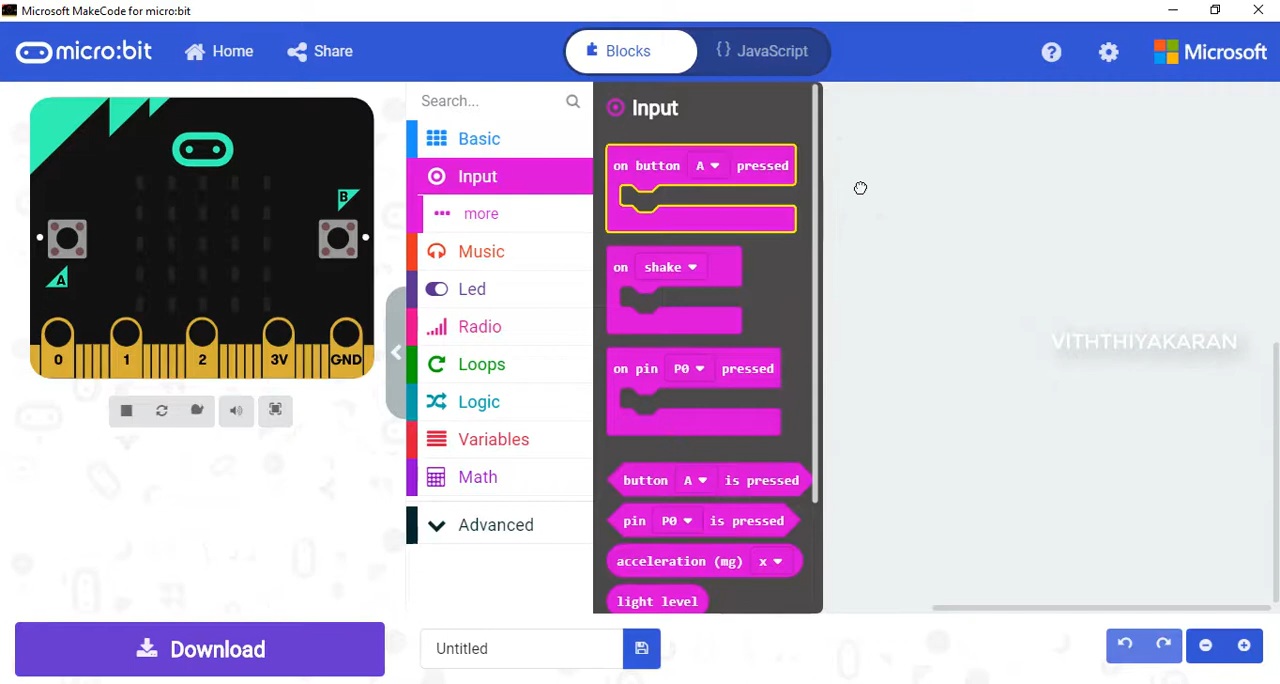 Microsoft MakeCode for micro:bit
micro:bit
Home
Share
Blocks
{} JavaScript
?
Microsoft
Search...
Basic
Input
more
Music
Led
Radio
Loops
Logic
Variables
Math
Advanced
Input
on button A pressed
on shake
on pin P0 pressed
button A is pressed
pin P0 is pressed
acceleration (mg) x
light level
B
A
0 1 2 3V GND
VITHTHIYAKARAN
Download
Untitled